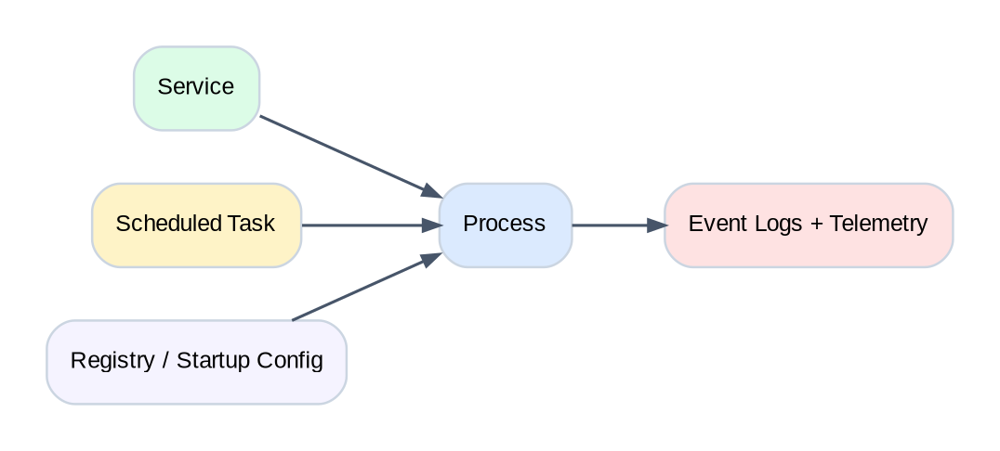 Service
Scheduled Task
Process
Event Logs + Telemetry
Registry / Startup Config